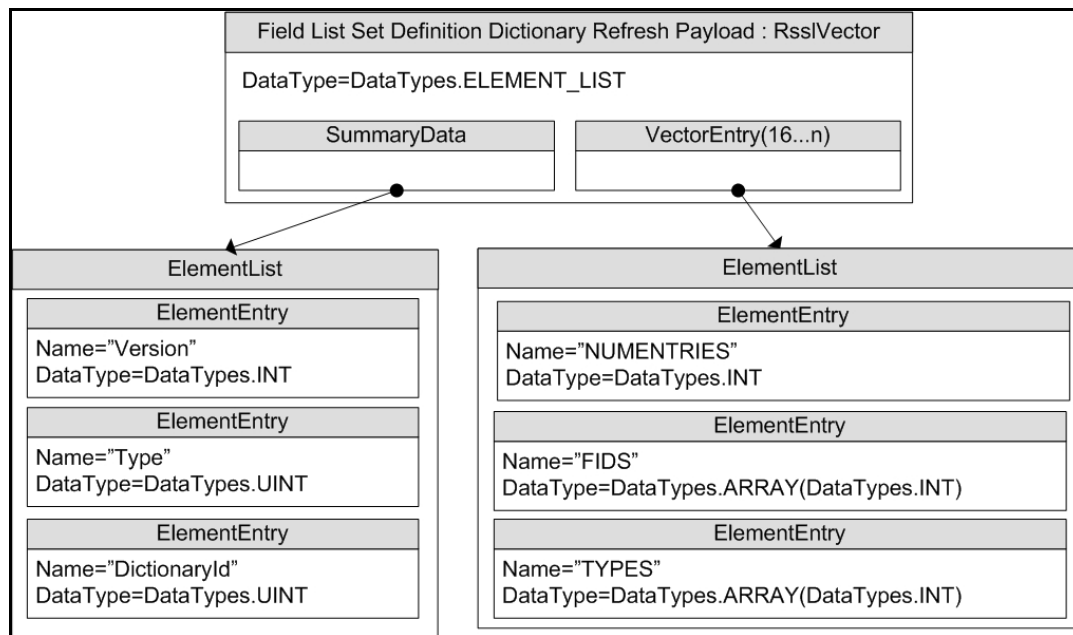 Field List Set Definition Dictionary Refresh Payload : RsslVector
DataType=DataTypes.ELEMENT_LIST
SummaryData
VectorEntry(16...n)
ElementList
ElementEntry
Name=”Version”
DataType=DataTypes.INT
ElementEntry
Name=”Type”
DataType=DataTypes.UINT
ElementEntry
Name=”DictionaryId”
DataType=DataTypes.UINT
ElementList
ElementEntry
Name=”NUMENTRIES”
DataType=DataTypes.INT
ElementEntry
Name=”FIDS”
DataType=DataTypes.ARRAY(DataTypes.INT)
ElementEntry
Name=”TYPES”
DataType=DataTypes.ARRAY(DataTypes.INT)